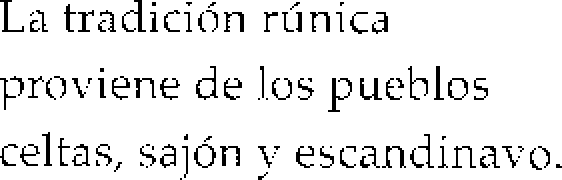 La tradición rúnica
proviene de los pueblos
celtas, sajón y escandinavo.